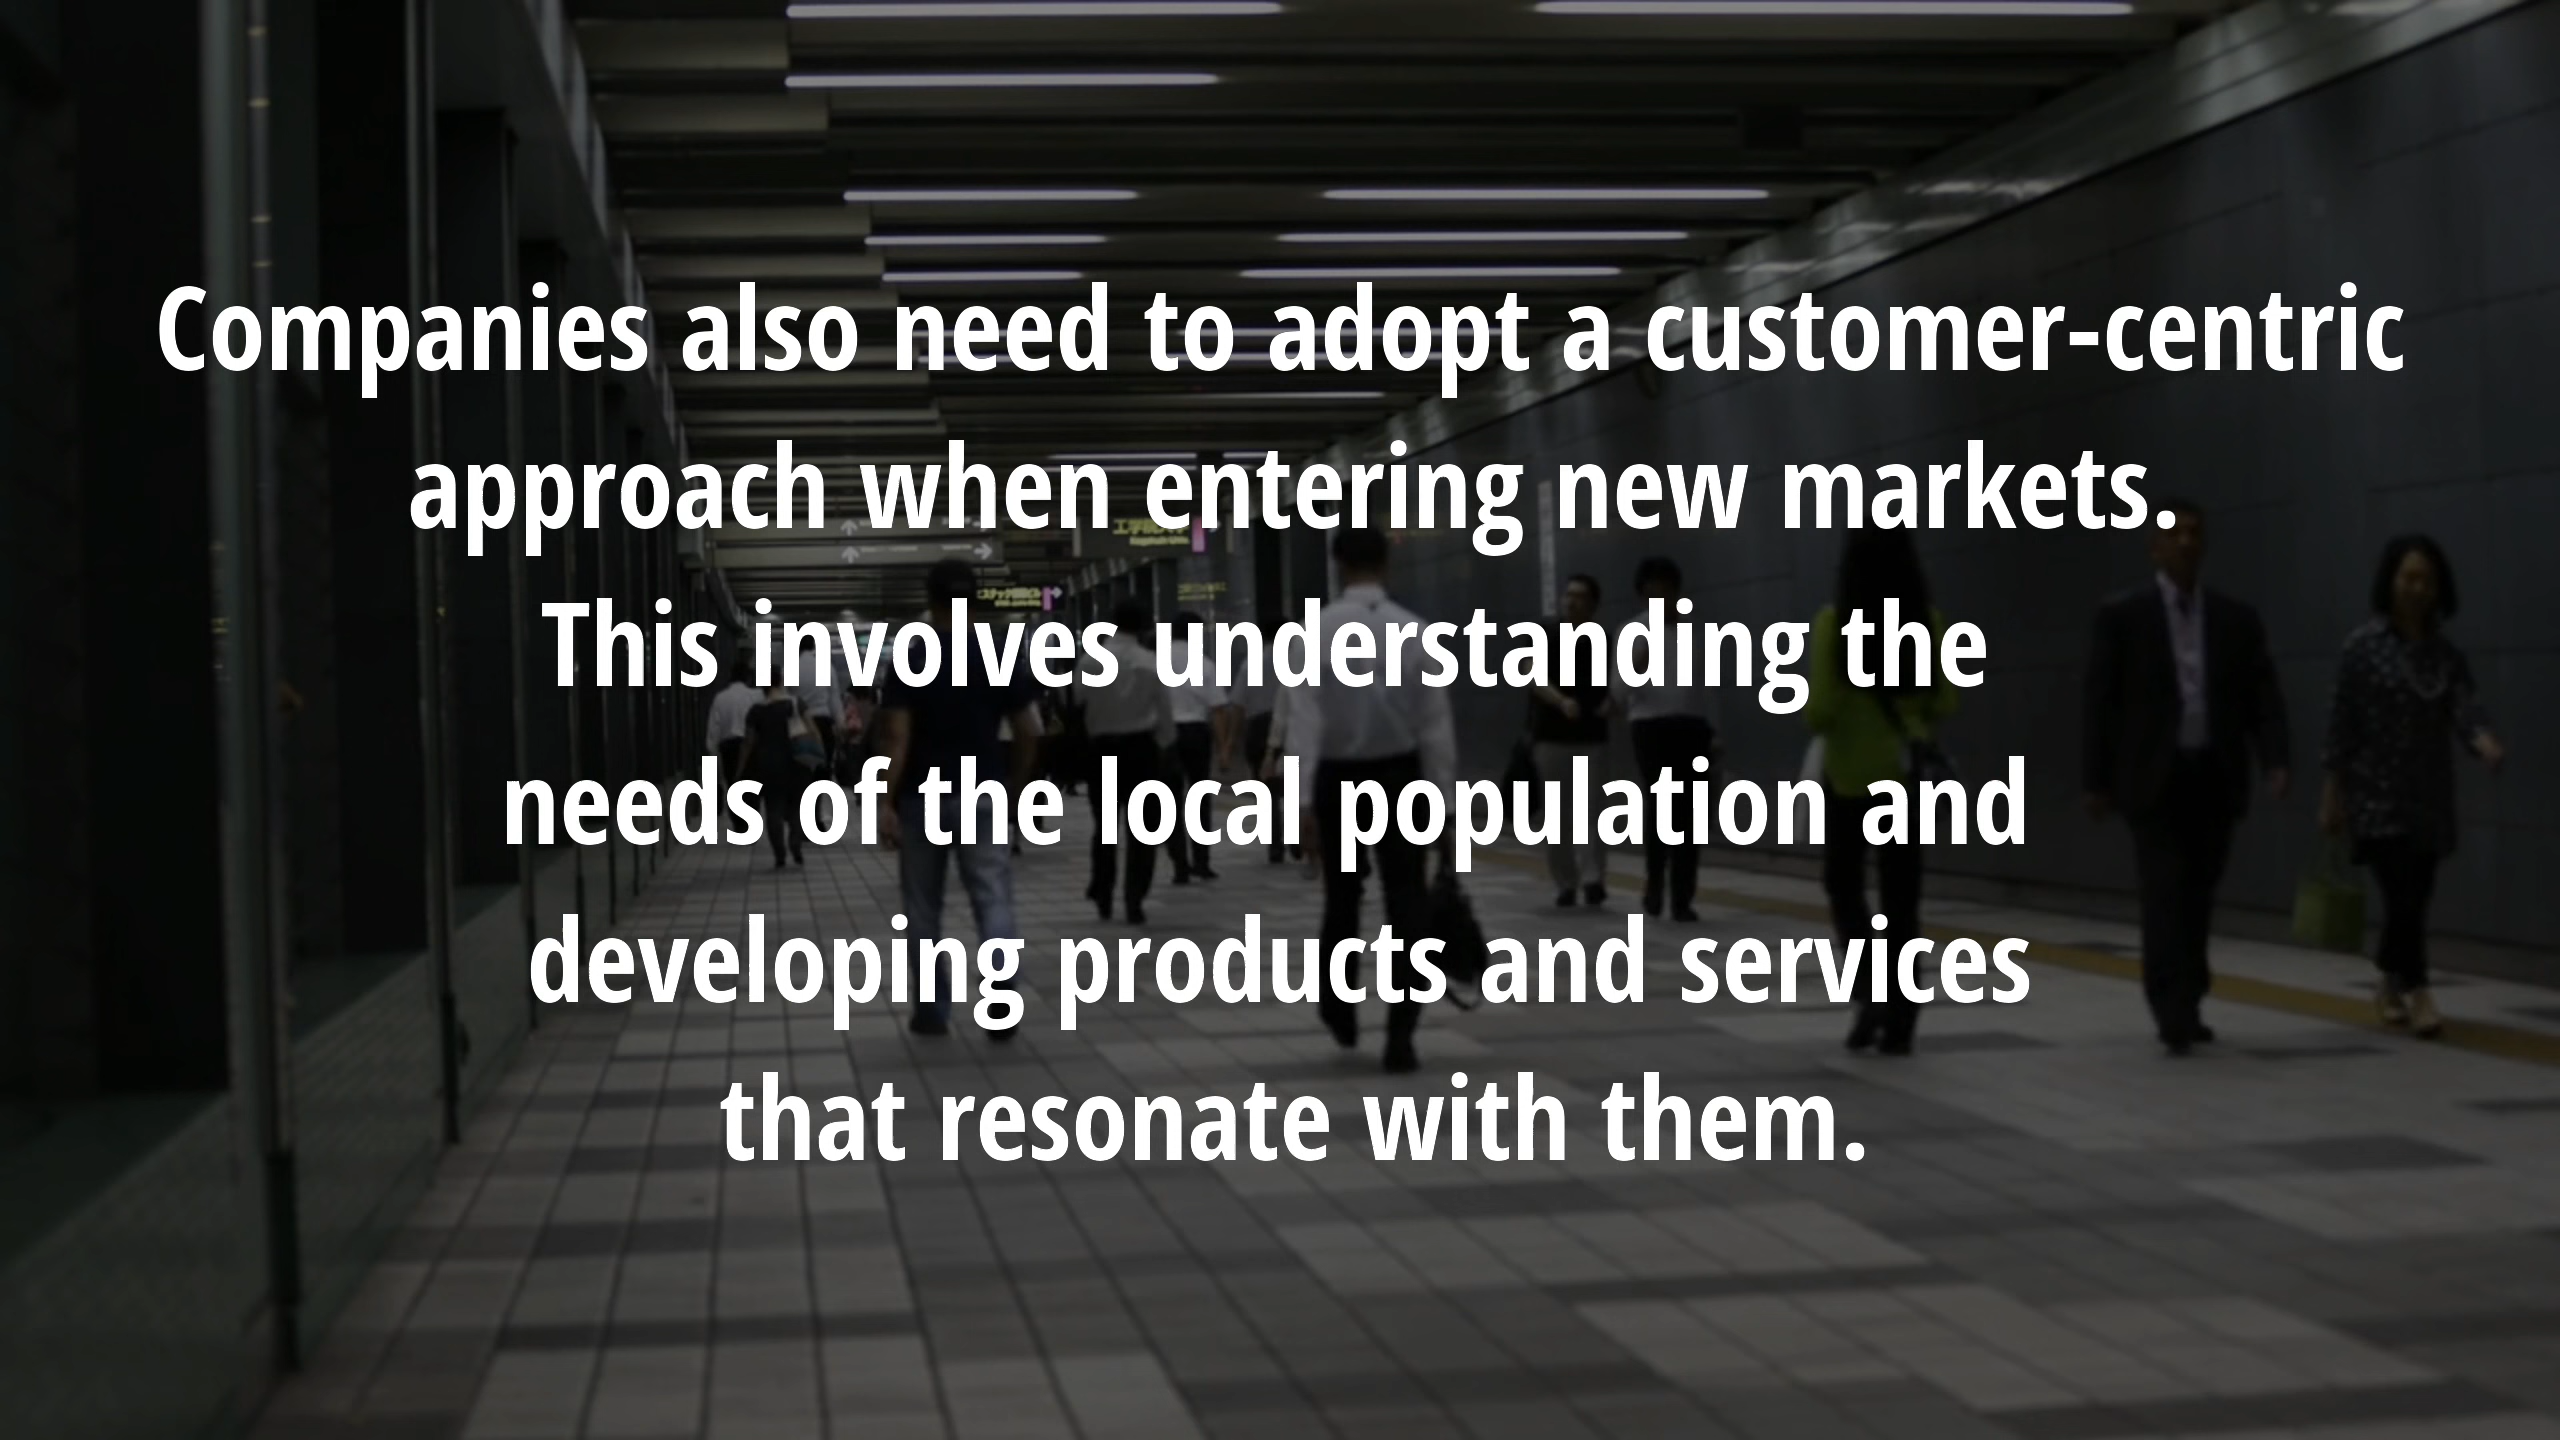 Companies also need to adopt a customer-centric
approach when entering new markets.
This involves understanding the
needs of the local population and
developing products and services
that resonate with them.